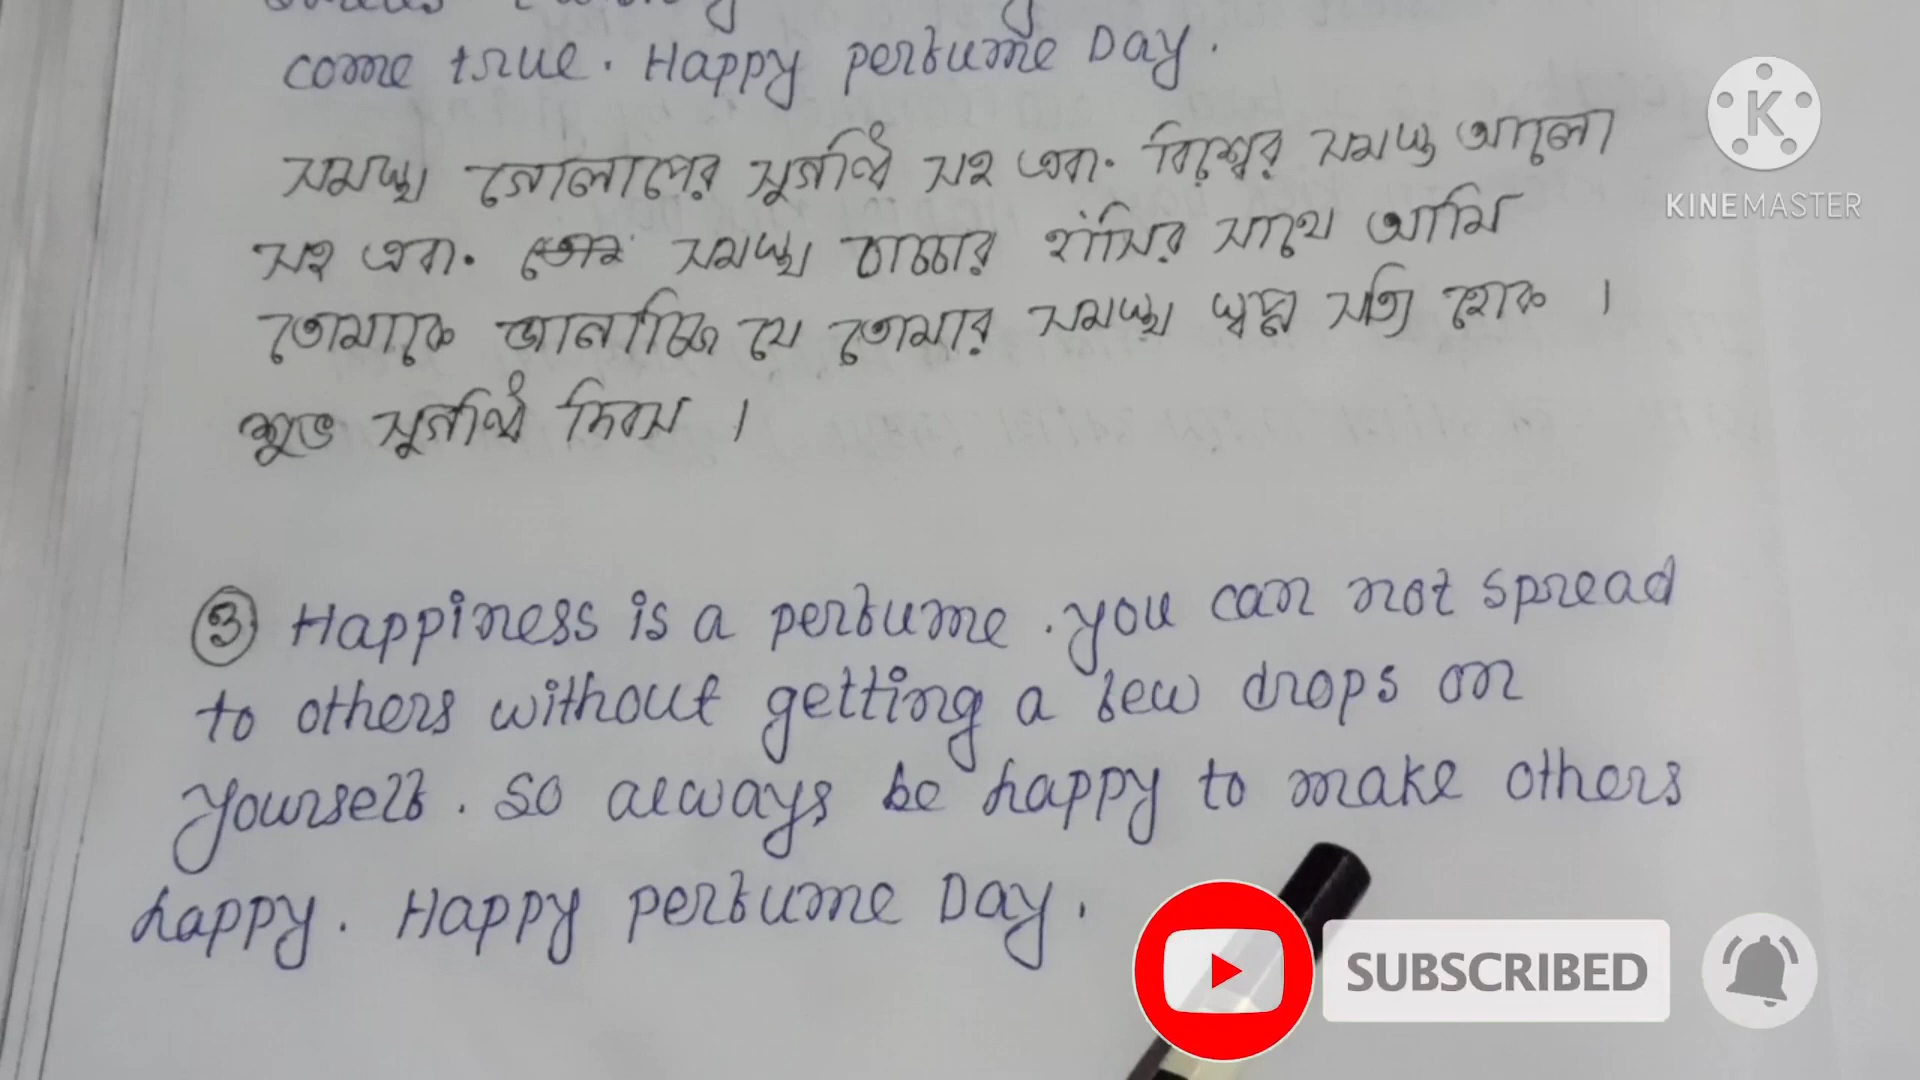 come true. Happy perfume Day.
সমস্ত গোলাপের সুগন্ধি সহ এবং বিশ্বের সমস্ত আলো
সহ এবং সমস্ত বাচ্চার হাঁসির সাথে আমি
তোমাকে জানাচ্ছি যে তোমার সমস্ত স্বপ্ন সত্যি হোক ।
শুভ সুগন্ধি দিবস ।
③ Happiness is a perfume. you can not spread
to others without getting a few drops on
yourself. so always be happy to make others
happy. Happy perfume Day.
K
KINEMASTER
SUBSCRIBED